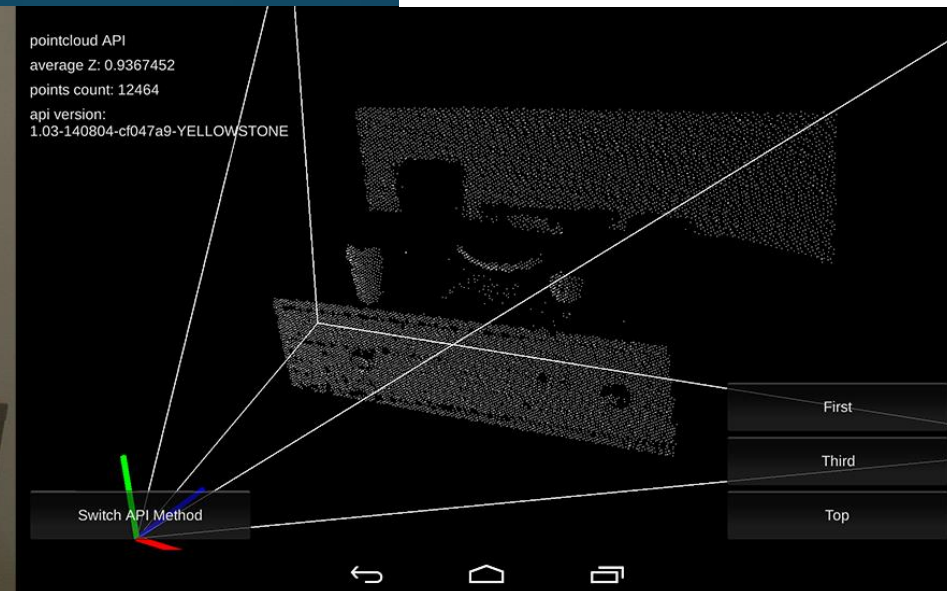 pointcloud API
average Z: 0.9367452
points count: 12464
api version:
1.03-140804-cf047a9-YELLOWSTONE
First
Third
Switch API Method
Top